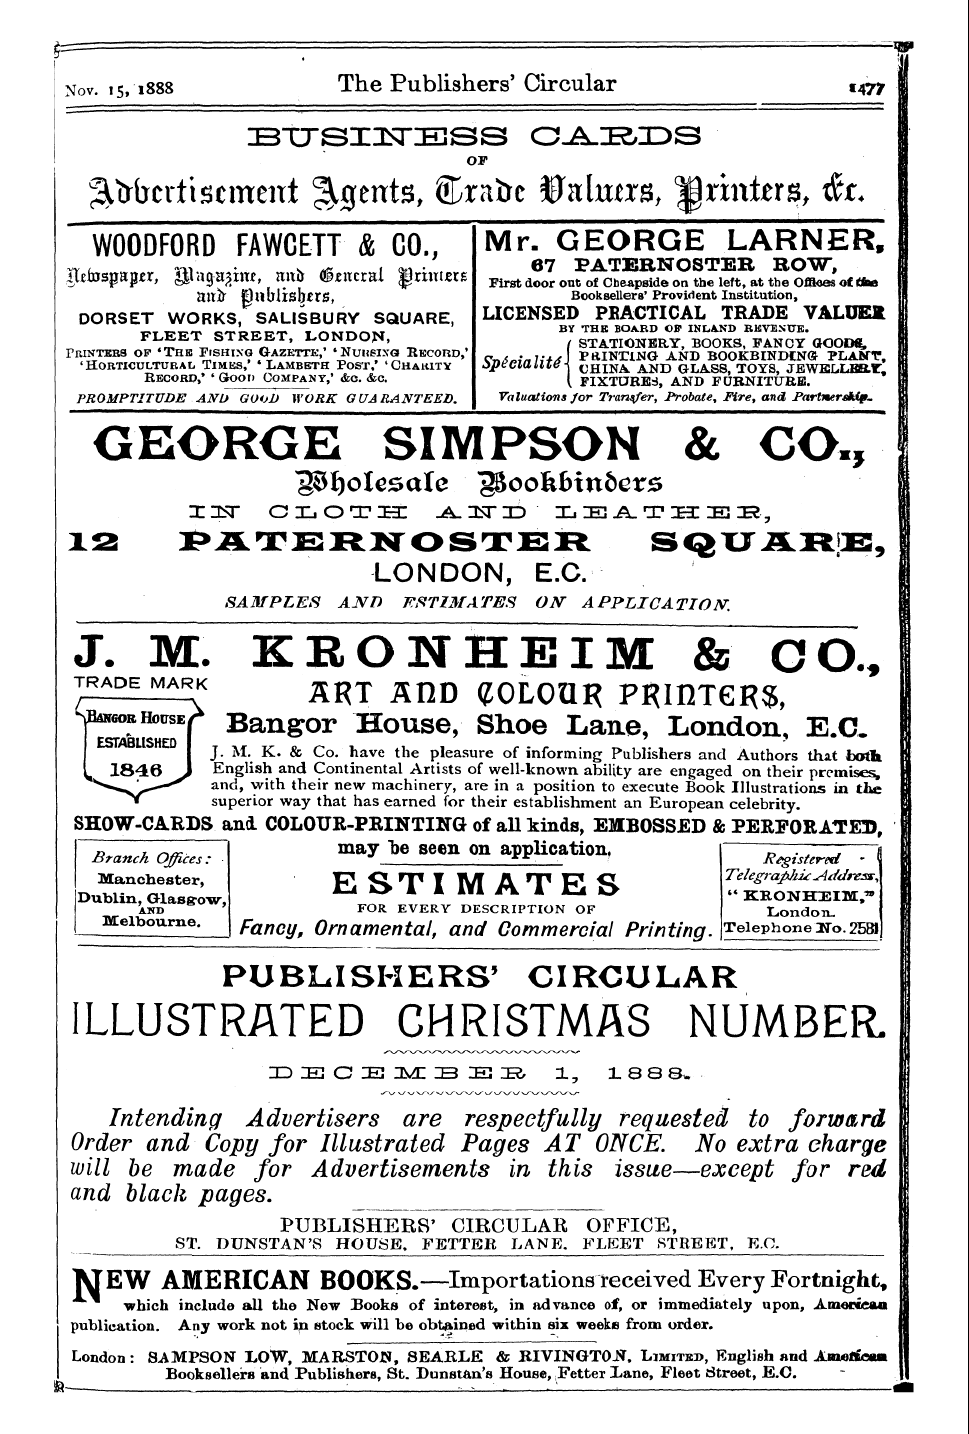 Nov. 15, 1888 The Publishers' Circular 1477
BUSINESS CARDS
OF
Advertisement Agents, Trade Valuers, Printers, &c.
WOODFORD FAWCETT & CO.,
Newspaper, Magazine, and General Printers
and Publishers,
DORSET WORKS, SALISBURY SQUARE,
FLEET STREET, LONDON,
PRINTERS OF 'THE FISHING GAZETTE,' 'NURSING RECORD,'
'HORTICULTURAL TIMES,' 'LAMBETH POST,' 'CHARITY
RECORD,' 'GOOD COMPANY,' &c. &c.
PROMPTITUDE AND GOOD WORK GUARANTEED.
Mr. GEORGE LARNER,
67 PATERNOSTER ROW,
First door out of Cheapside on the left, at the Offices of the
Booksellers' Provident Institution,
LICENSED PRACTICAL TRADE VALUER
BY THE BOARD OF INLAND REVENUE.
Spécialité
STATIONERY, BOOKS, FANCY GOODS,
PRINTING AND BOOKBINDING PLANT,
CHINA AND GLASS, TOYS, JEWELLERY,
FIXTURES, AND FURNITURE.
Valuations for Transfer, Probate, Fire, and Partnership.
GEORGE SIMPSON & CO.,
Wholesale Bookbinders
IN CLOTH AND LEATHER,
12 PATERNOSTER SQUARE,
LONDON, E.C.
SAMPLES AND ESTIMATES ON APPLICATION.
J. M. KRONHEIM & CO.,
TRADE MARK
BANGOR HOUSE
ESTABLISHED
1846
ART AND COLOUR PRINTERS,
Bangor House, Shoe Lane, London, E.C.
J. M. K. & Co. have the pleasure of informing Publishers and Authors that both
English and Continental Artists of well-known ability are engaged on their premises,
and, with their new machinery, are in a position to execute Book Illustrations in the
superior way that has earned for their establishment an European celebrity.
SHOW-CARDS and COLOUR-PRINTING of all kinds, EMBOSSED & PERFORATED,
may be seen on application.
Branch Offices:
Manchester,
Dublin, Glasgow,
AND
Melbourne.
ESTIMATES
FOR EVERY DESCRIPTION OF
Fancy, Ornamental, and Commercial Printing.
Registered
Telegraphic Address,
"KRONHEIM,"
London.
Telephone No. 2581
PUBLISHERS' CIRCULAR
ILLUSTRATED CHRISTMAS NUMBER.
DECEMBER 1, 1888.
Intending Advertisers are respectfully requested to forward
Order and Copy for Illustrated Pages AT ONCE. No extra charge
will be made for Advertisements in this issue—except for red
and black pages.
PUBLISHERS' CIRCULAR OFFICE,
ST. DUNSTAN'S HOUSE, FETTER LANE, FLEET STREET, E.C.
NEW AMERICAN BOOKS.—Importations received Every Fortnight,
which include all the New Books of interest, in advance of, or immediately upon, American
publication. Any work not in stock will be obtained within six weeks from order.
London: SAMPSON LOW, MARSTON, SEARLE & RIVINGTON, LIMITED, English and American
Booksellers and Publishers, St. Dunstan's House, Fetter Lane, Fleet Street, E.C.